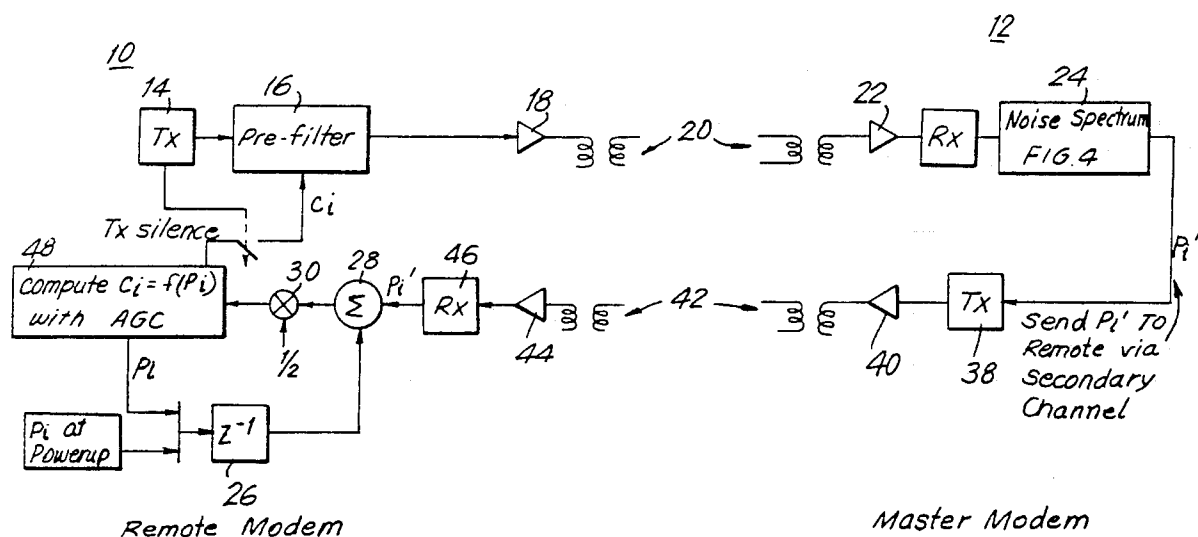 10
12
14
Tx
16
Pre-filter
18
20
22
Rx
24
Noise Spectrum
FIG.4
Ci
Tx silence
48
Compute Ci = f(Pi)
with AGC
30
1/2
28
Σ
Pi'
46
Rx
44
42
40
Tx
38
Pi'
Send Pi' To
Remote via
Secondary
Channel
Pi
Pi at
Powerup
Z⁻¹
26
Remote Modem
Master Modem